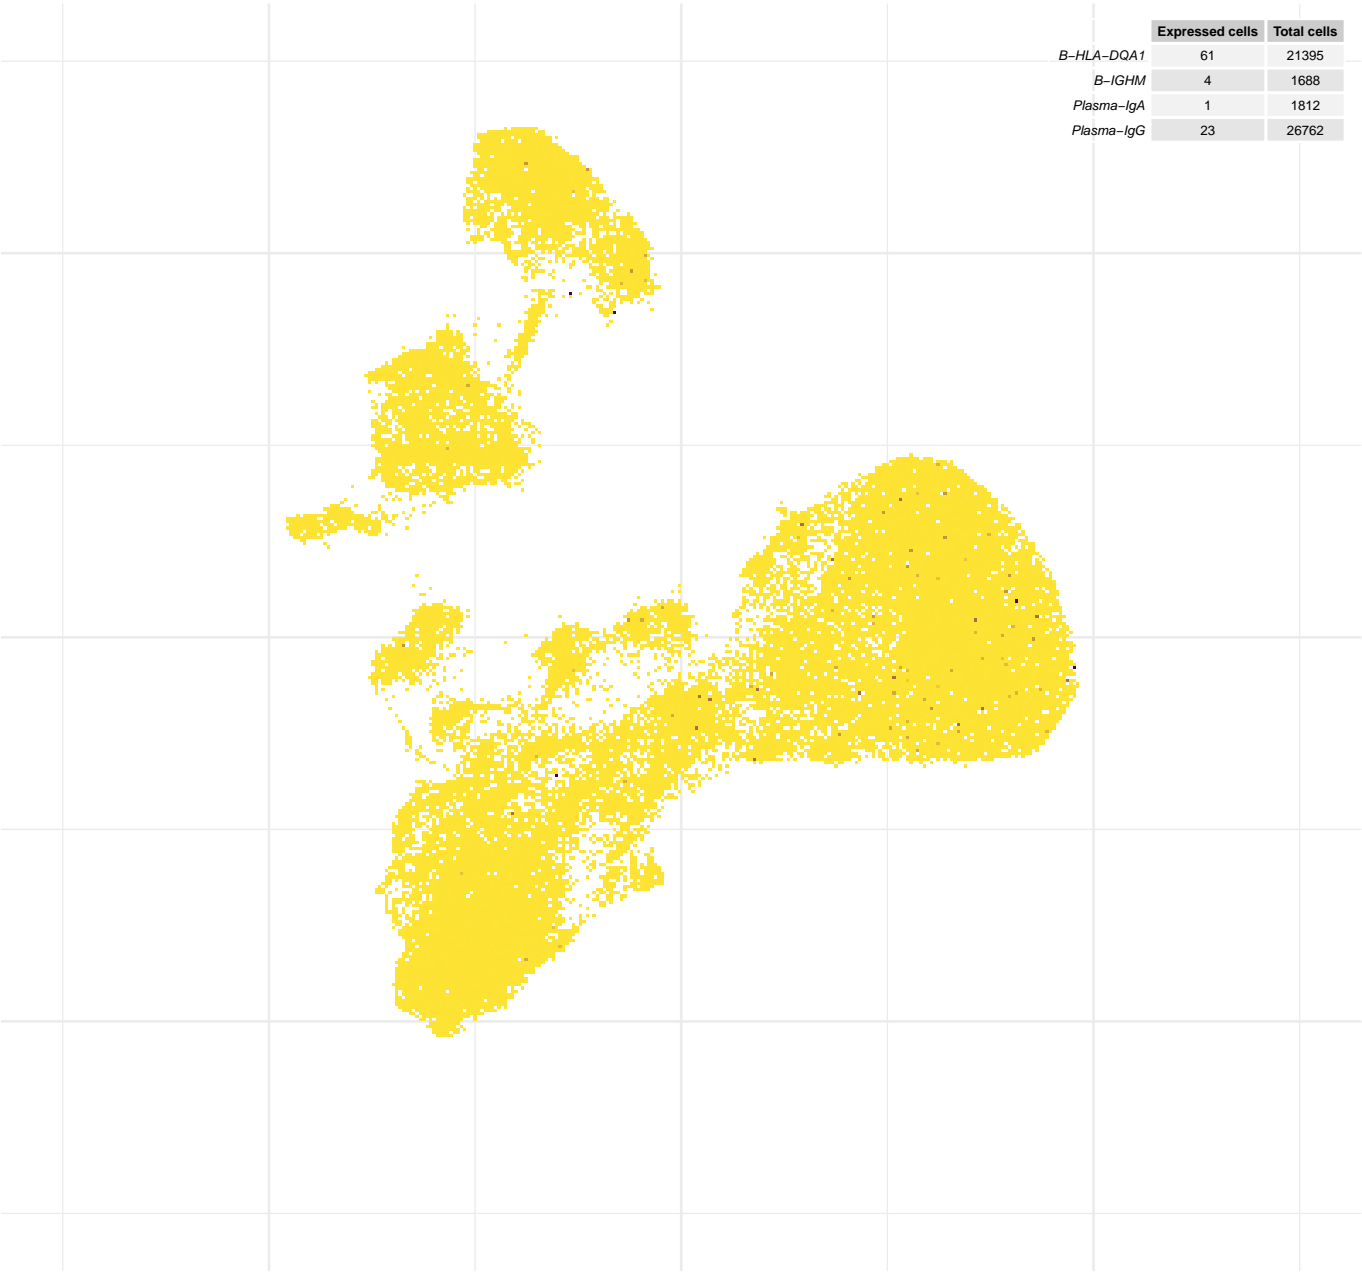 Expressed cells Total cells
B-HLA-DQA1 61 21395
B-IGHM 4 1688
Plasma-IgA 1 1812
Plasma-IgG 23 26762